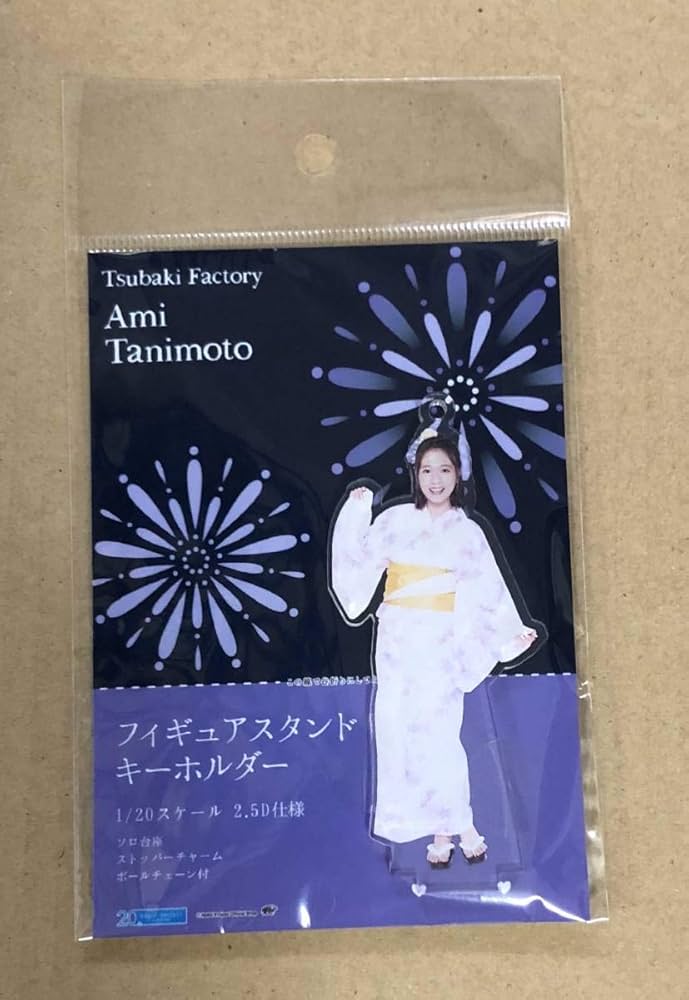 Tsubaki Factory
Ami
Tanimoto
フィギュアスタンド
キーホルダー
1/20スケール 2.5D仕様
ソロ台座
ストッパーチャーム
ボールチェーン付
20